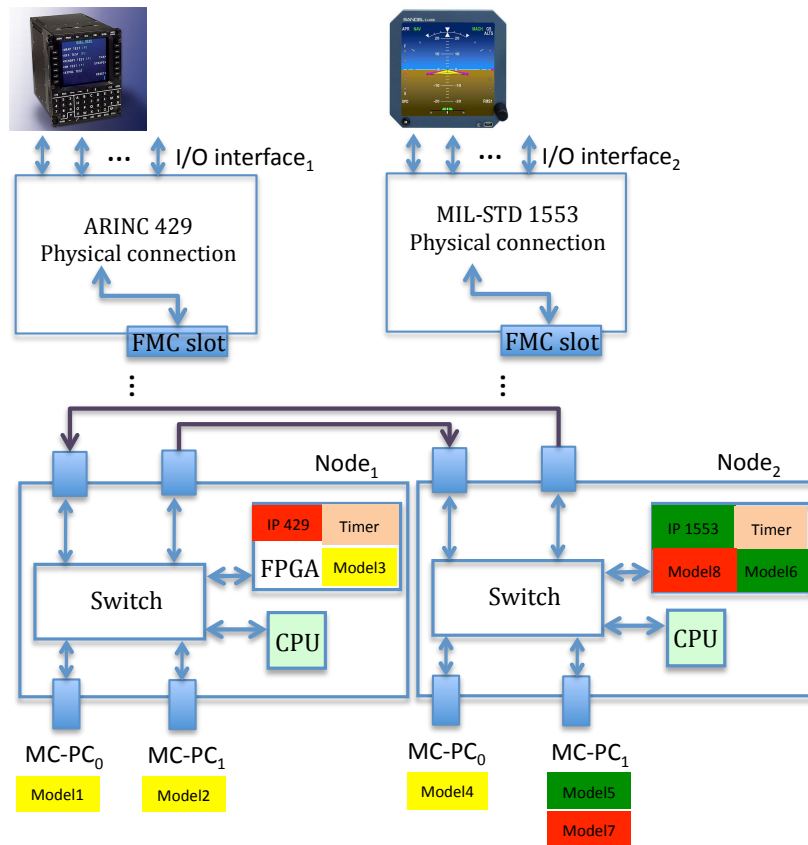 ... I/O interface1
... I/O interface2
ARINC 429
Physical connection
FMC slot
MIL-STD 1553
Physical connection
FMC slot
...
...
Node1
IP 429
Timer
FPGA
Model3
Switch
CPU
Node2
IP 1553
Timer
Model8
Model6
Switch
CPU
MC-PC0
Model1
MC-PC1
Model2
MC-PC0
Model4
MC-PC1
Model5
Model7